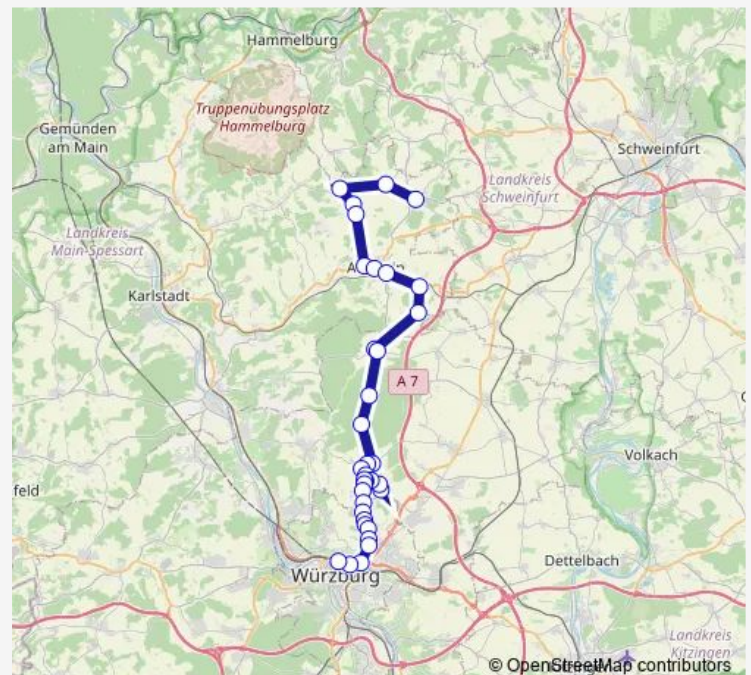 Hammelburg
Truppenübungsplatz
Hammelburg
Gemünden
am Main
Schweinfurt
Landkreis
Schweinfurt
Landkreis
Main-Spessart
Karlstadt
A 7
Volkach
feld
Dettelbach
Würzburg
Landkreis
Kitzingen
© OpenStreetMap contributors